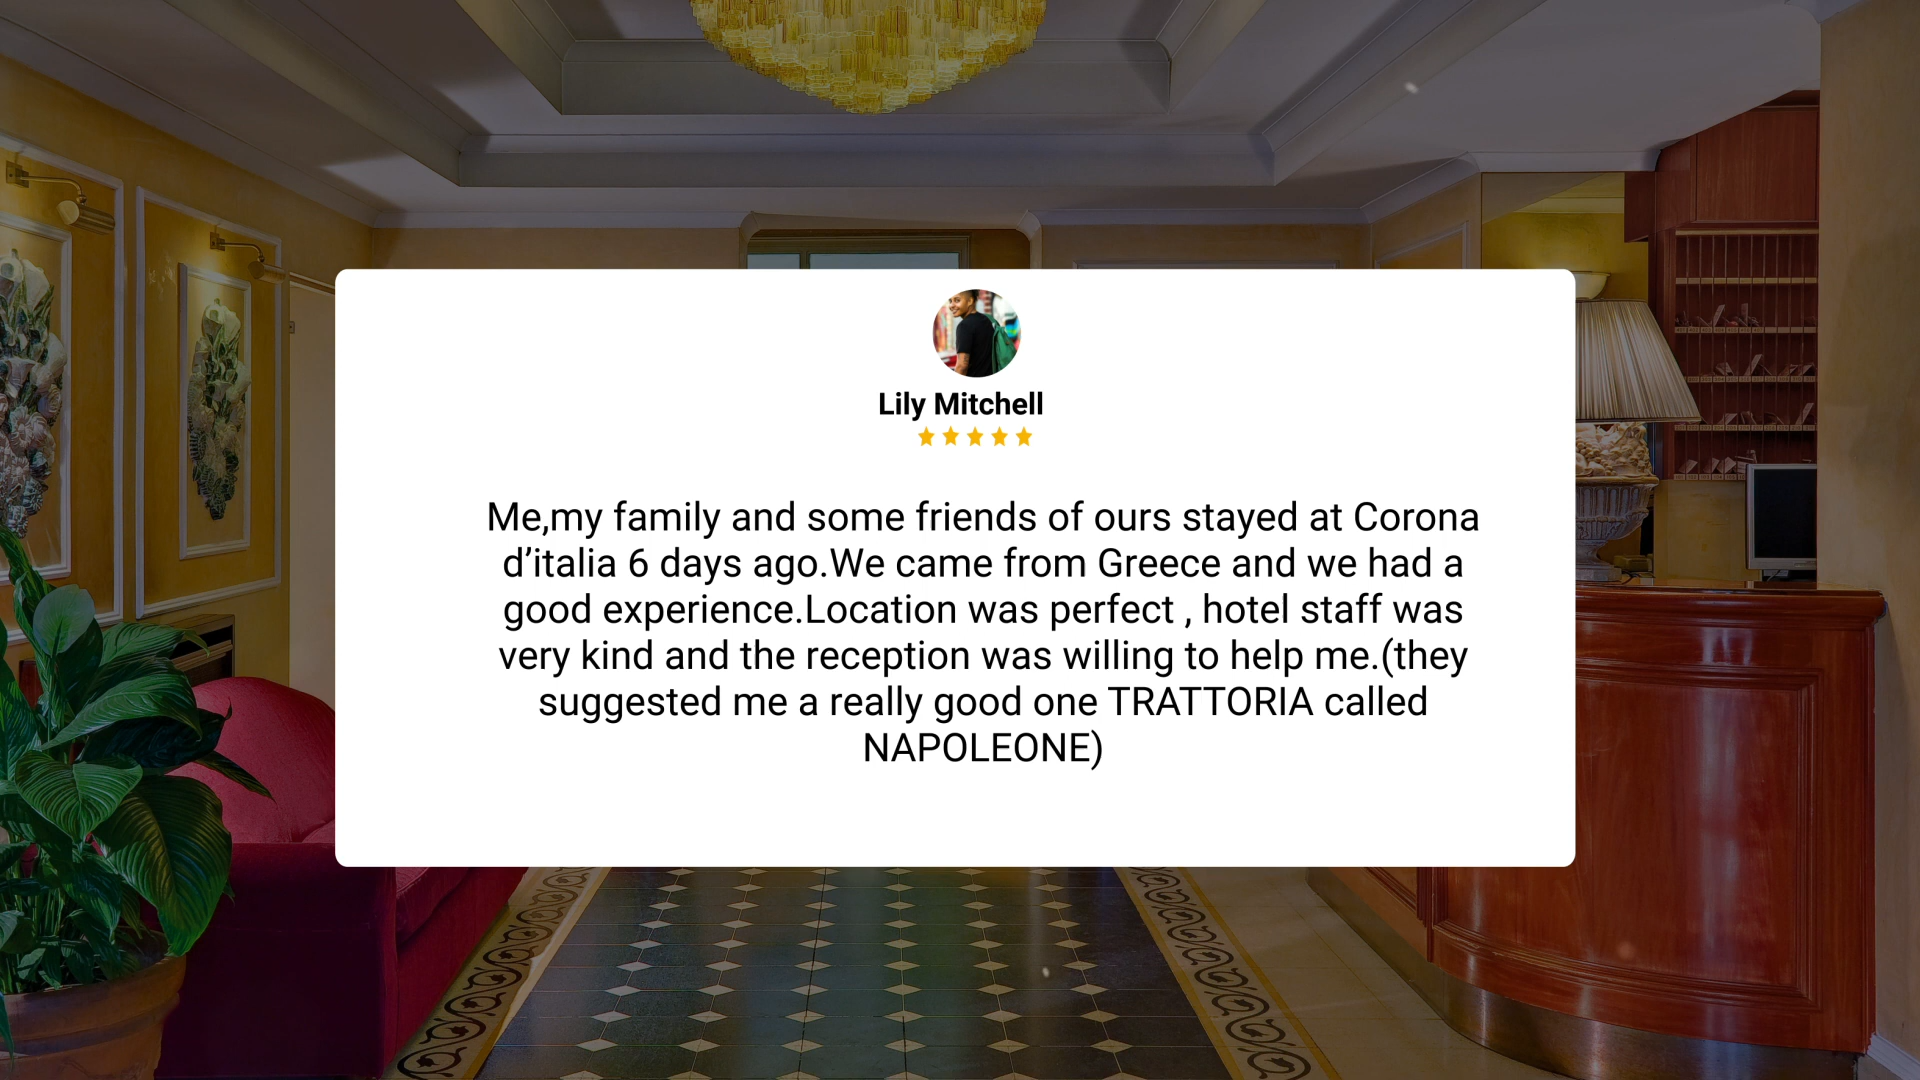 Lily Mitchell
Me,my family and some friends of ours stayed at Corona
d’italia 6 days ago.We came from Greece and we had a
good experience.Location was perfect , hotel staff was
very kind and the reception was willing to help me.(they
suggested me a really good one TRATTORIA called
NAPOLEONE)